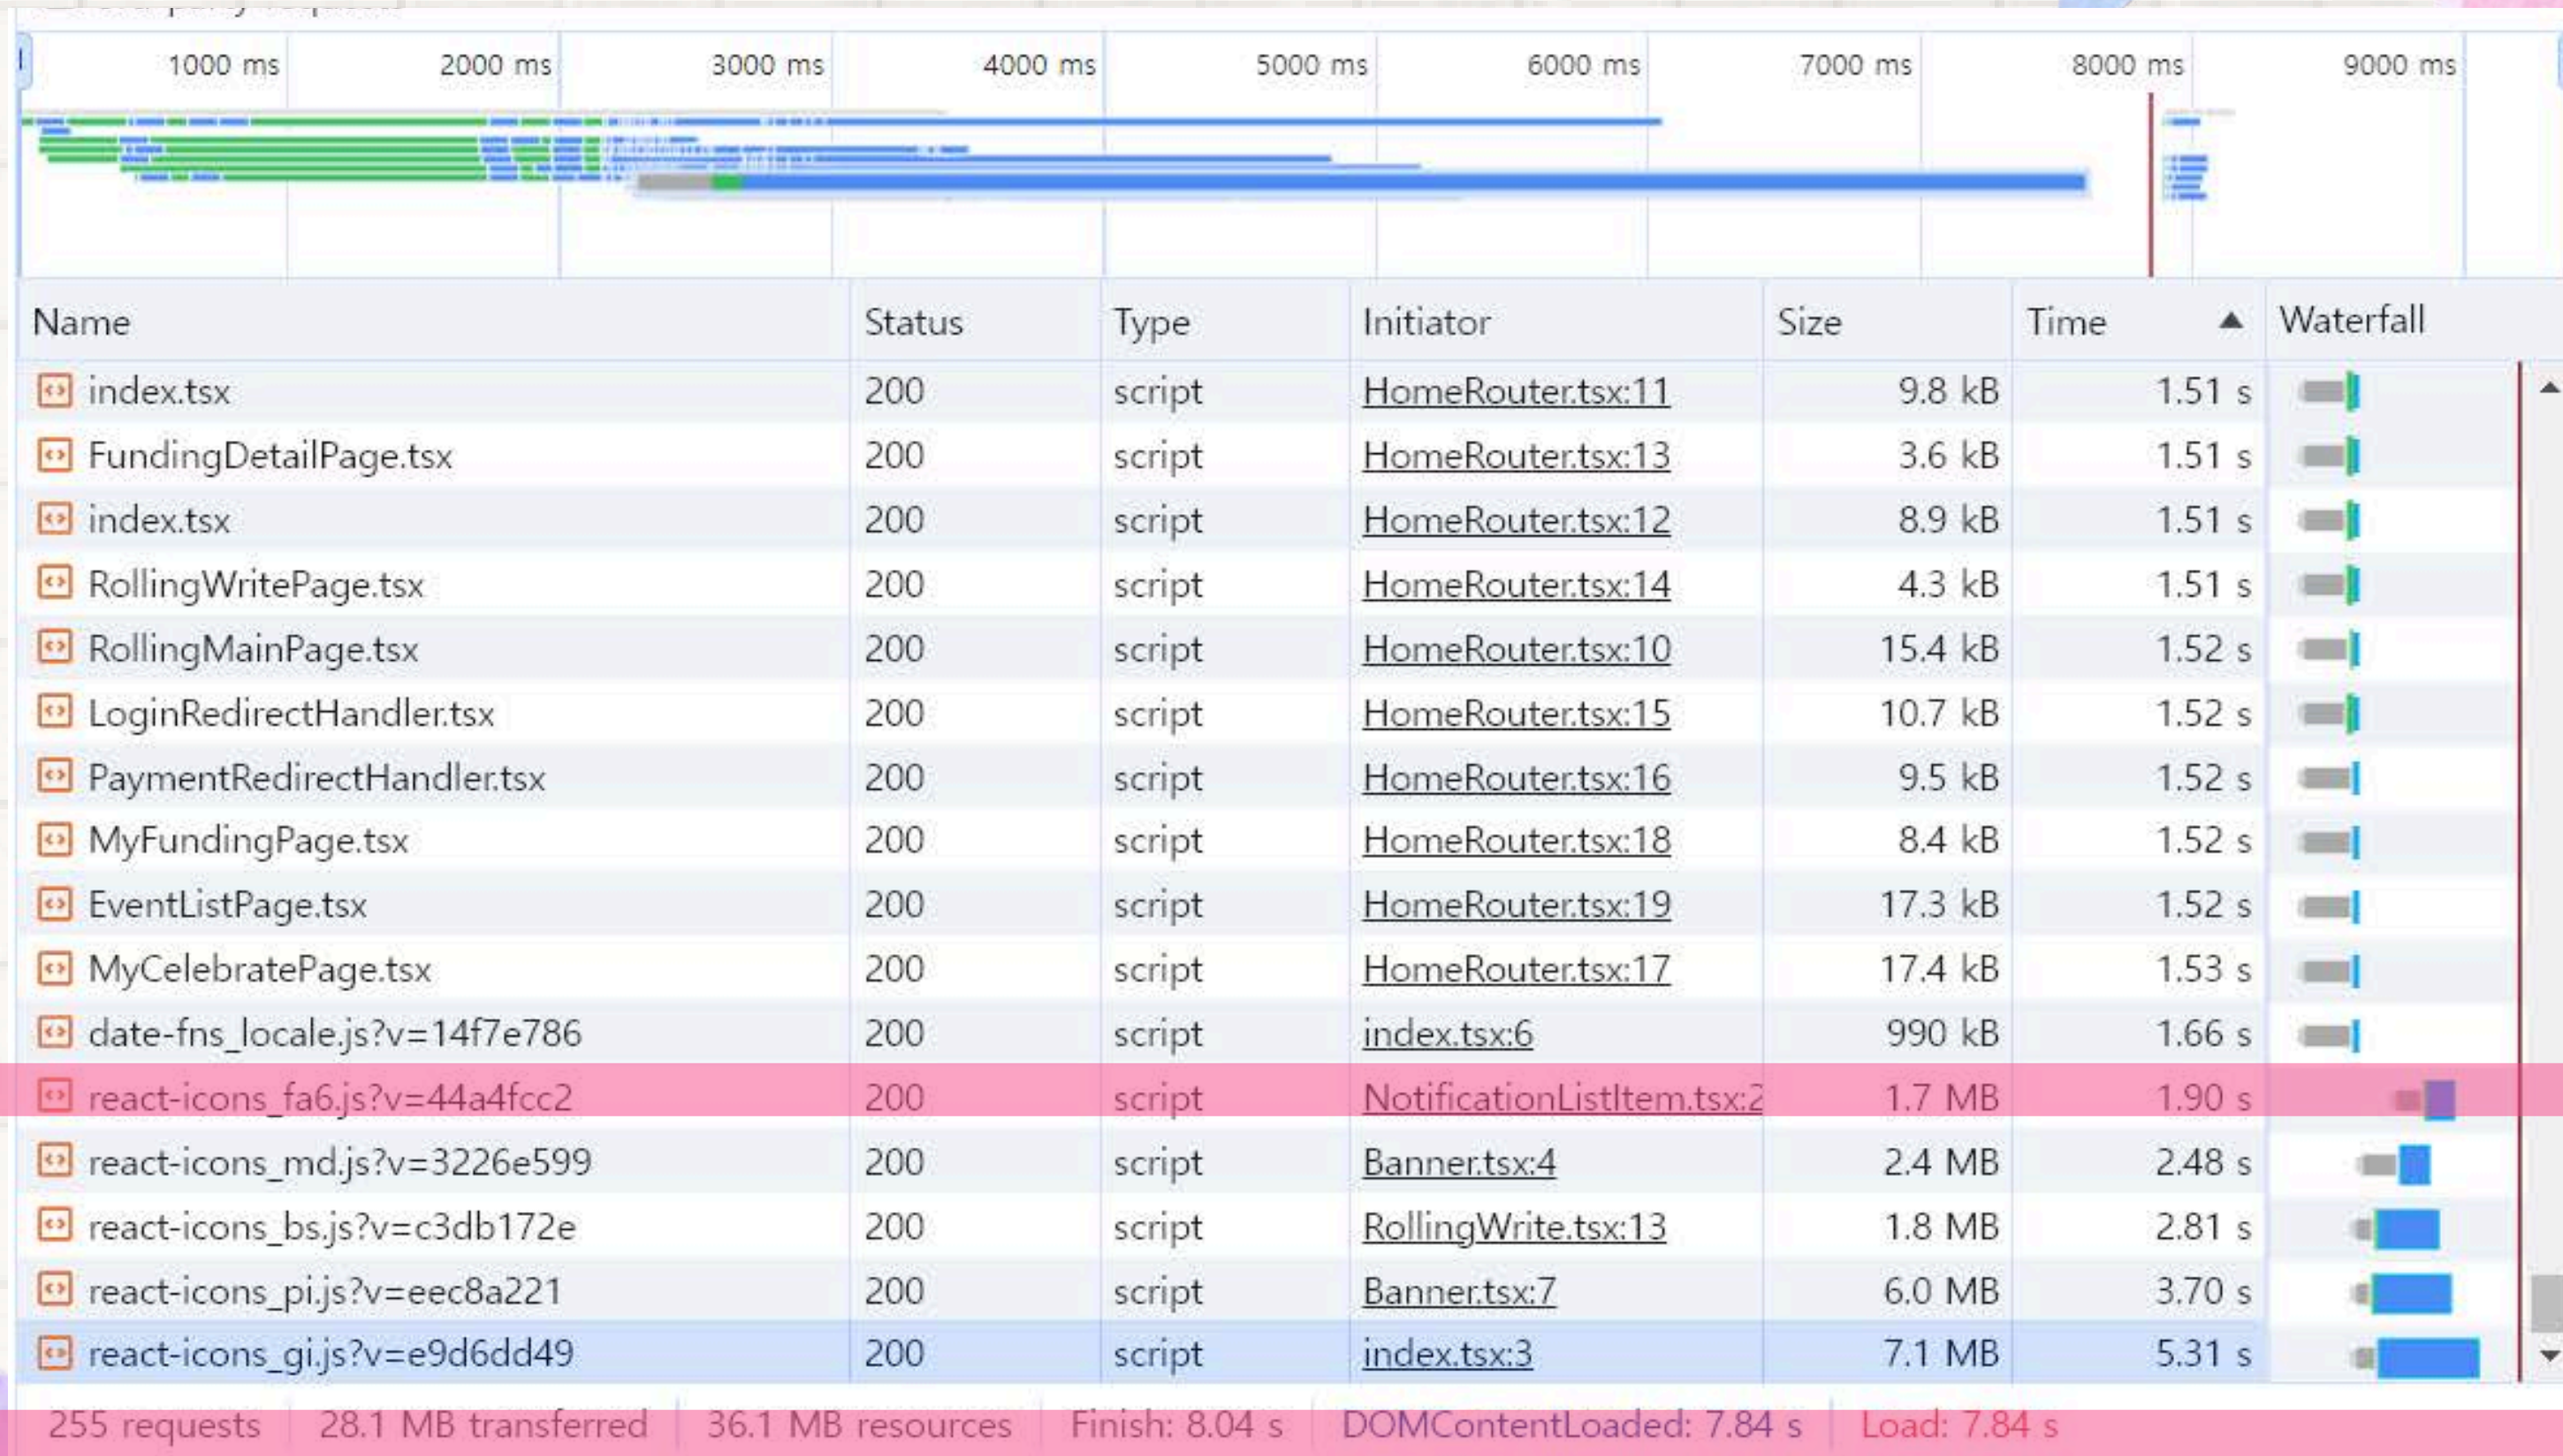 1000 ms 2000 ms 3000 ms 4000 ms 5000 ms 6000 ms 7000 ms 8000 ms 9000 ms
Name Status Type Initiator Size Time ▲ Waterfall
index.tsx 200 script HomeRouter.tsx:11 9.8 kB 1.51 s
FundingDetailPage.tsx 200 script HomeRouter.tsx:13 3.6 kB 1.51 s
index.tsx 200 script HomeRouter.tsx:12 8.9 kB 1.51 s
RollingWritePage.tsx 200 script HomeRouter.tsx:14 4.3 kB 1.51 s
RollingMainPage.tsx 200 script HomeRouter.tsx:10 15.4 kB 1.52 s
LoginRedirectHandler.tsx 200 script HomeRouter.tsx:15 10.7 kB 1.52 s
PaymentRedirectHandler.tsx 200 script HomeRouter.tsx:16 9.5 kB 1.52 s
MyFundingPage.tsx 200 script HomeRouter.tsx:18 8.4 kB 1.52 s
EventListPage.tsx 200 script HomeRouter.tsx:19 17.3 kB 1.52 s
MyCelebratePage.tsx 200 script HomeRouter.tsx:17 17.4 kB 1.53 s
date-fns_locale.js?v=14f7e786 200 script index.tsx:6 990 kB 1.66 s
react-icons_fa6.js?v=44a4fcc2 200 script NotificationListItem.tsx:2 1.7 MB 1.90 s
react-icons_md.js?v=3226e599 200 script Banner.tsx:4 2.4 MB 2.48 s
react-icons_bs.js?v=c3db172e 200 script RollingWrite.tsx:13 1.8 MB 2.81 s
react-icons_pi.js?v=eec8a221 200 script Banner.tsx:7 6.0 MB 3.70 s
react-icons_gi.js?v=e9d6dd49 200 script index.tsx:3 7.1 MB 5.31 s
255 requests 28.1 MB transferred 36.1 MB resources Finish: 8.04 s DOMContentLoaded: 7.84 s Load: 7.84 s